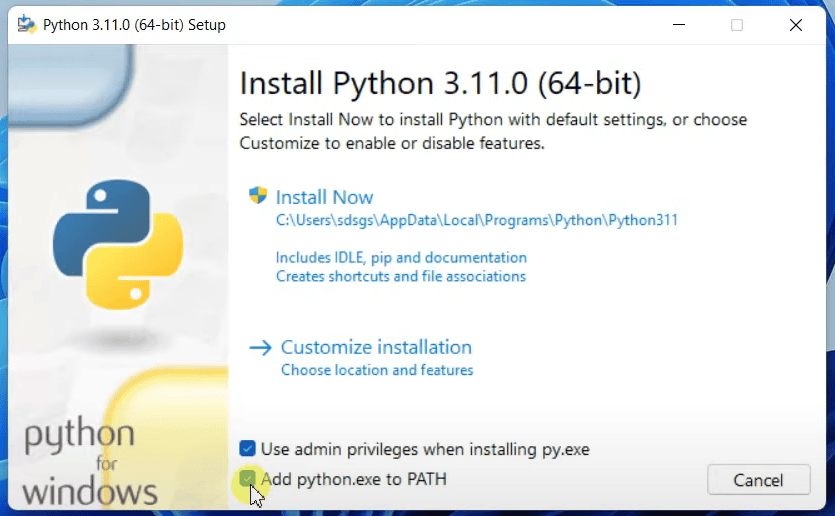 Python 3.11.0 (64-bit) Setup
Install Python 3.11.0 (64-bit)
Select Install Now to install Python with default settings, or choose
Customize to enable or disable features.
Install Now
C:\Users\sdsgs\AppData\Local\Programs\Python\Python311
Includes IDLE, pip and documentation
Creates shortcuts and file associations
Customize installation
Choose location and features
python
for
windows
Use admin privileges when installing py.exe
Add python.exe to PATH
Cancel